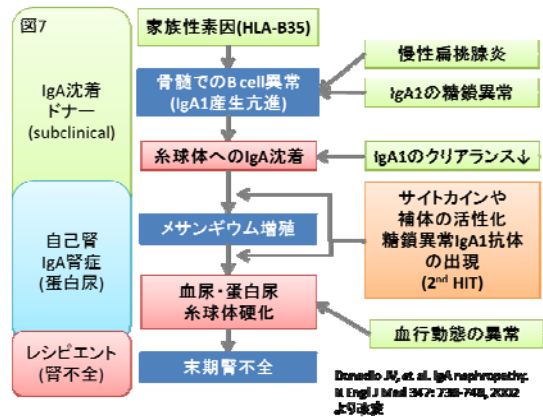 図7
IgA沈着
ドナー
(subclinical)
自己腎
IgA腎症
(蛋白尿)
レシピエント
(腎不全)
家族性素因(HLA-B35)
骨髄でのB cell異常
(IgA1産生亢進)
糸球体へのIgA沈着
メサンギウム増殖
血尿・蛋白尿
糸球体硬化
末期腎不全
慢性扁桃腺炎
IgA1の糖鎖異常
IgA1のクリアランス↓
サイトカインや
補体の活性化
糖鎖異常IgA1抗体
の出現
(2nd HIT)
血行動態の異常
Donadio JV, et al. IgA nephropathy.
N Engl J Med 347: 738-748, 2002
より改変